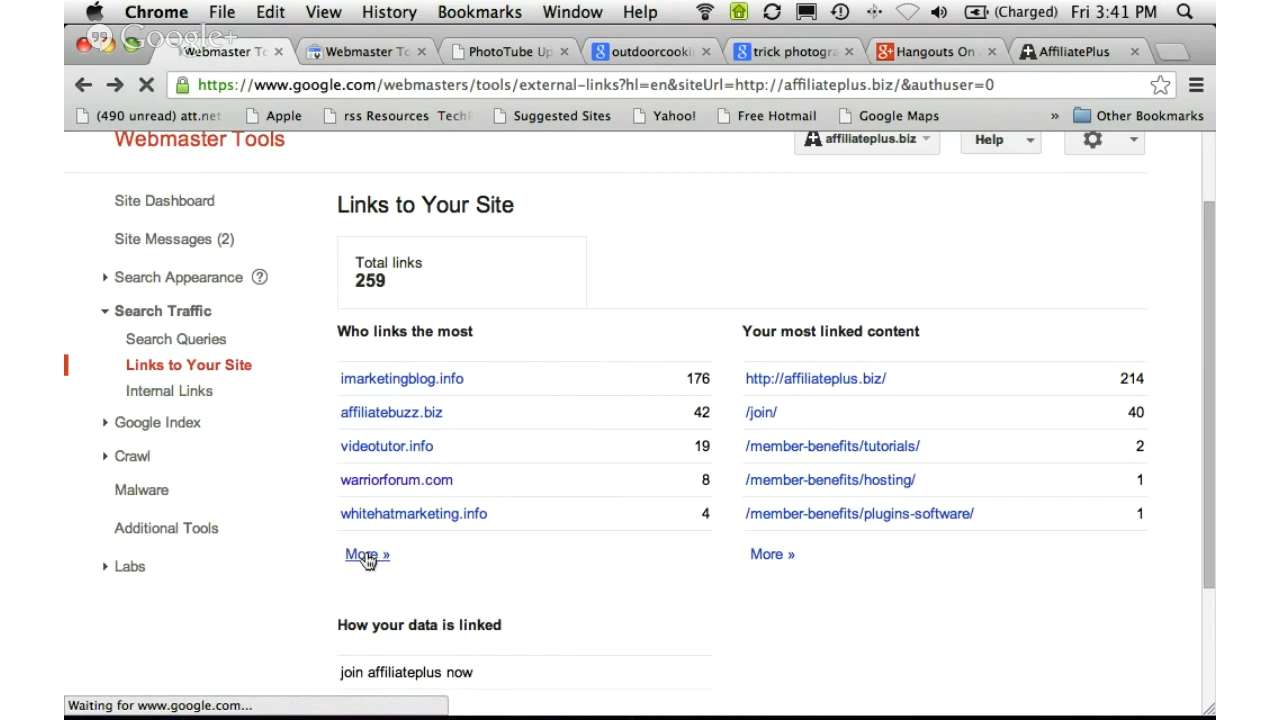 Chrome File Edit View History Bookmarks Window Help (Charged) Fri 3:41 PM
Google+
Webmaster To Webmaster To PhotoTube Up outdoorcooki trick photogra Hangouts On AffiliatePlus
https://www.google.com/webmasters/tools/external-links?hl=en&siteUrl=http://affiliateplus.biz/&authuser=0
(490 unread) att.net Apple rss Resources Tech Suggested Sites Yahoo! Free Hotmail Google Maps » Other Bookmarks
Webmaster Tools affiliateplus.biz Help
Site Dashboard
Site Messages (2)
Search Appearance ?
Search Traffic
Search Queries
Links to Your Site
Internal Links
Google Index
Crawl
Malware
Additional Tools
Labs
Links to Your Site
Total links
259
Who links the most
imarketingblog.info 176
affiliatebuzz.biz 42
videotutor.info 19
warriorforum.com 8
whitehatmarketing.info 4
More »
Your most linked content
http://affiliateplus.biz/ 214
/join/ 40
/member-benefits/tutorials/ 2
/member-benefits/hosting/ 1
/member-benefits/plugins-software/ 1
More »
How your data is linked
join affiliateplus now
Waiting for www.google.com...